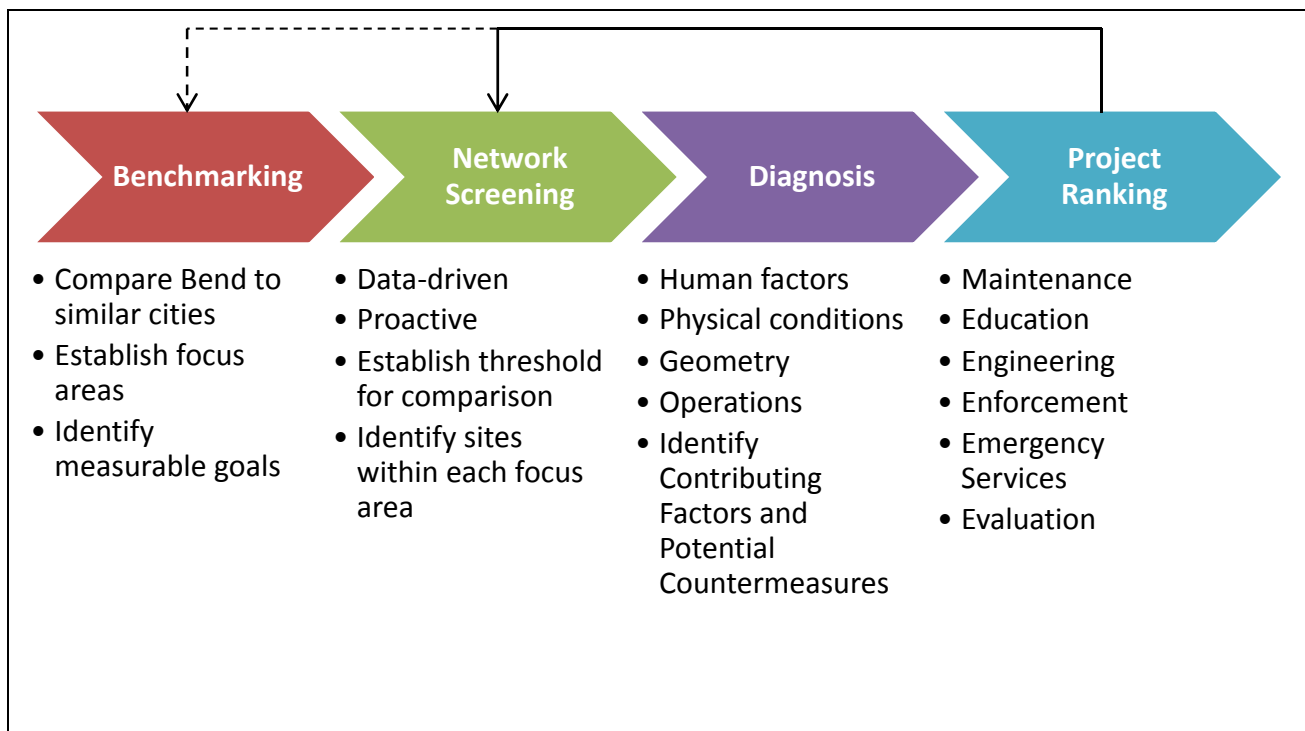 Benchmarking
Network
Screening
Diagnosis
Project
Ranking
• Compare Bend to
similar cities
• Establish focus
areas
• Identify
measurable goals
• Data-driven
• Proactive
• Establish threshold
for comparison
• Identify sites
within each focus
area
• Human factors
• Physical conditions
• Geometry
• Operations
• Identify
Contributing
Factors and
Potential
Countermeasures
• Maintenance
• Education
• Engineering
• Enforcement
• Emergency
Services
• Evaluation